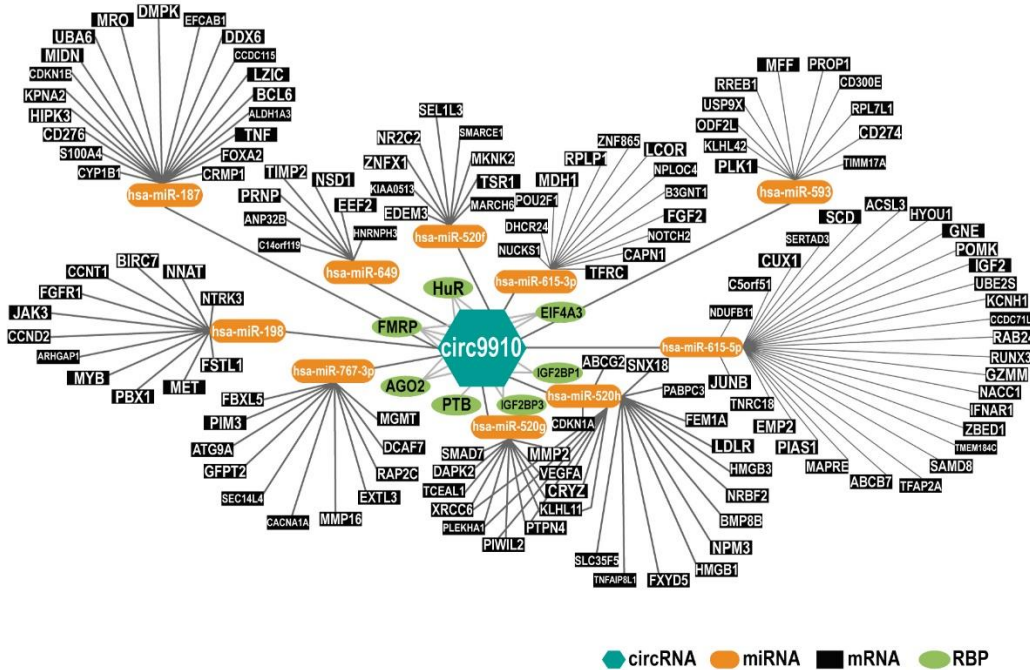 MRO
DMPK
EFCAB1
UBA6
DDX6
MIDN
CCDC115
CDKN1B
LZIC
KPNA2
BCL6
HIPK3
ALDH1A3
CD276
TNF
S100A4
FOXA2
CYP1B1
CRMP1
hsa-miR-187
TIMP2
NSD1
PRNP
EEF2
ANP32B
HNRNPH3
C14orf119
hsa-miR-649
SEL1L3
NR2C2
SMARCE1
ZNFX1
MKNK2
KIAA0513
TSR1
EDEM3
MARCH6
hsa-miR-520f
ZNF865
RPLP1
LCOR
MDH1
NPLOC4
POU2F1
B3GNT1
DHCR24
FGF2
NUCKS1
NOTCH2
CAPN1
TFRC
hsa-miR-615-3p
MFF
PROP1
RREB1
CD300E
USP9X
RPL7L1
ODF2L
CD274
KLHL42
PLK1
TIMM17A
hsa-miR-593
BIRC7
CCNT1
NNAT
FGFR1
NTRK3
JAK3
CCND2
ARHGAP1
FSTL1
MYB
MET
PBX1
hsa-miR-198
HuR
FMRP
EIF4A3
circ9910
AGO2
PTB
IGF2BP1
IGF2BP3
ACSL3
SCD
HYOU1
SERTAD3
GNE
CUX1
POMK
IGF2
C5orf51
UBE2S
KCNH1
NDUFB11
CCDC71L
RAB23
hsa-miR-615-5p
RUNX3
GZMM
JUNB
NACC1
TNRC18
IFNAR1
EMP2
ZBED1
PIAS1
TMEM184C
MAPRE
SAMD8
ABCB7
TFAP2A
hsa-miR-767-3p
FBXL5
MGMT
PIM3
DCAF7
ATG9A
RAP2C
GFPT2
EXTL3
SEC14L4
MMP16
CACNA1A
hsa-miR-520g
SMAD7
MMP2
DAPK2
VEGFA
TCEAL1
CRYZ
XRCC6
KLHL11
PLEKHA1
PTPN4
PIWIL2
ABCG2
SNX18
hsa-miR-520h
PABPC3
CDKN1A
FEM1A
LDLR
HMGB3
NRBF2
BMP8B
NPM3
SLC35F5
HMGB1
TNFAIP8L1
FXYD5
circRNA miRNA mRNA RBP